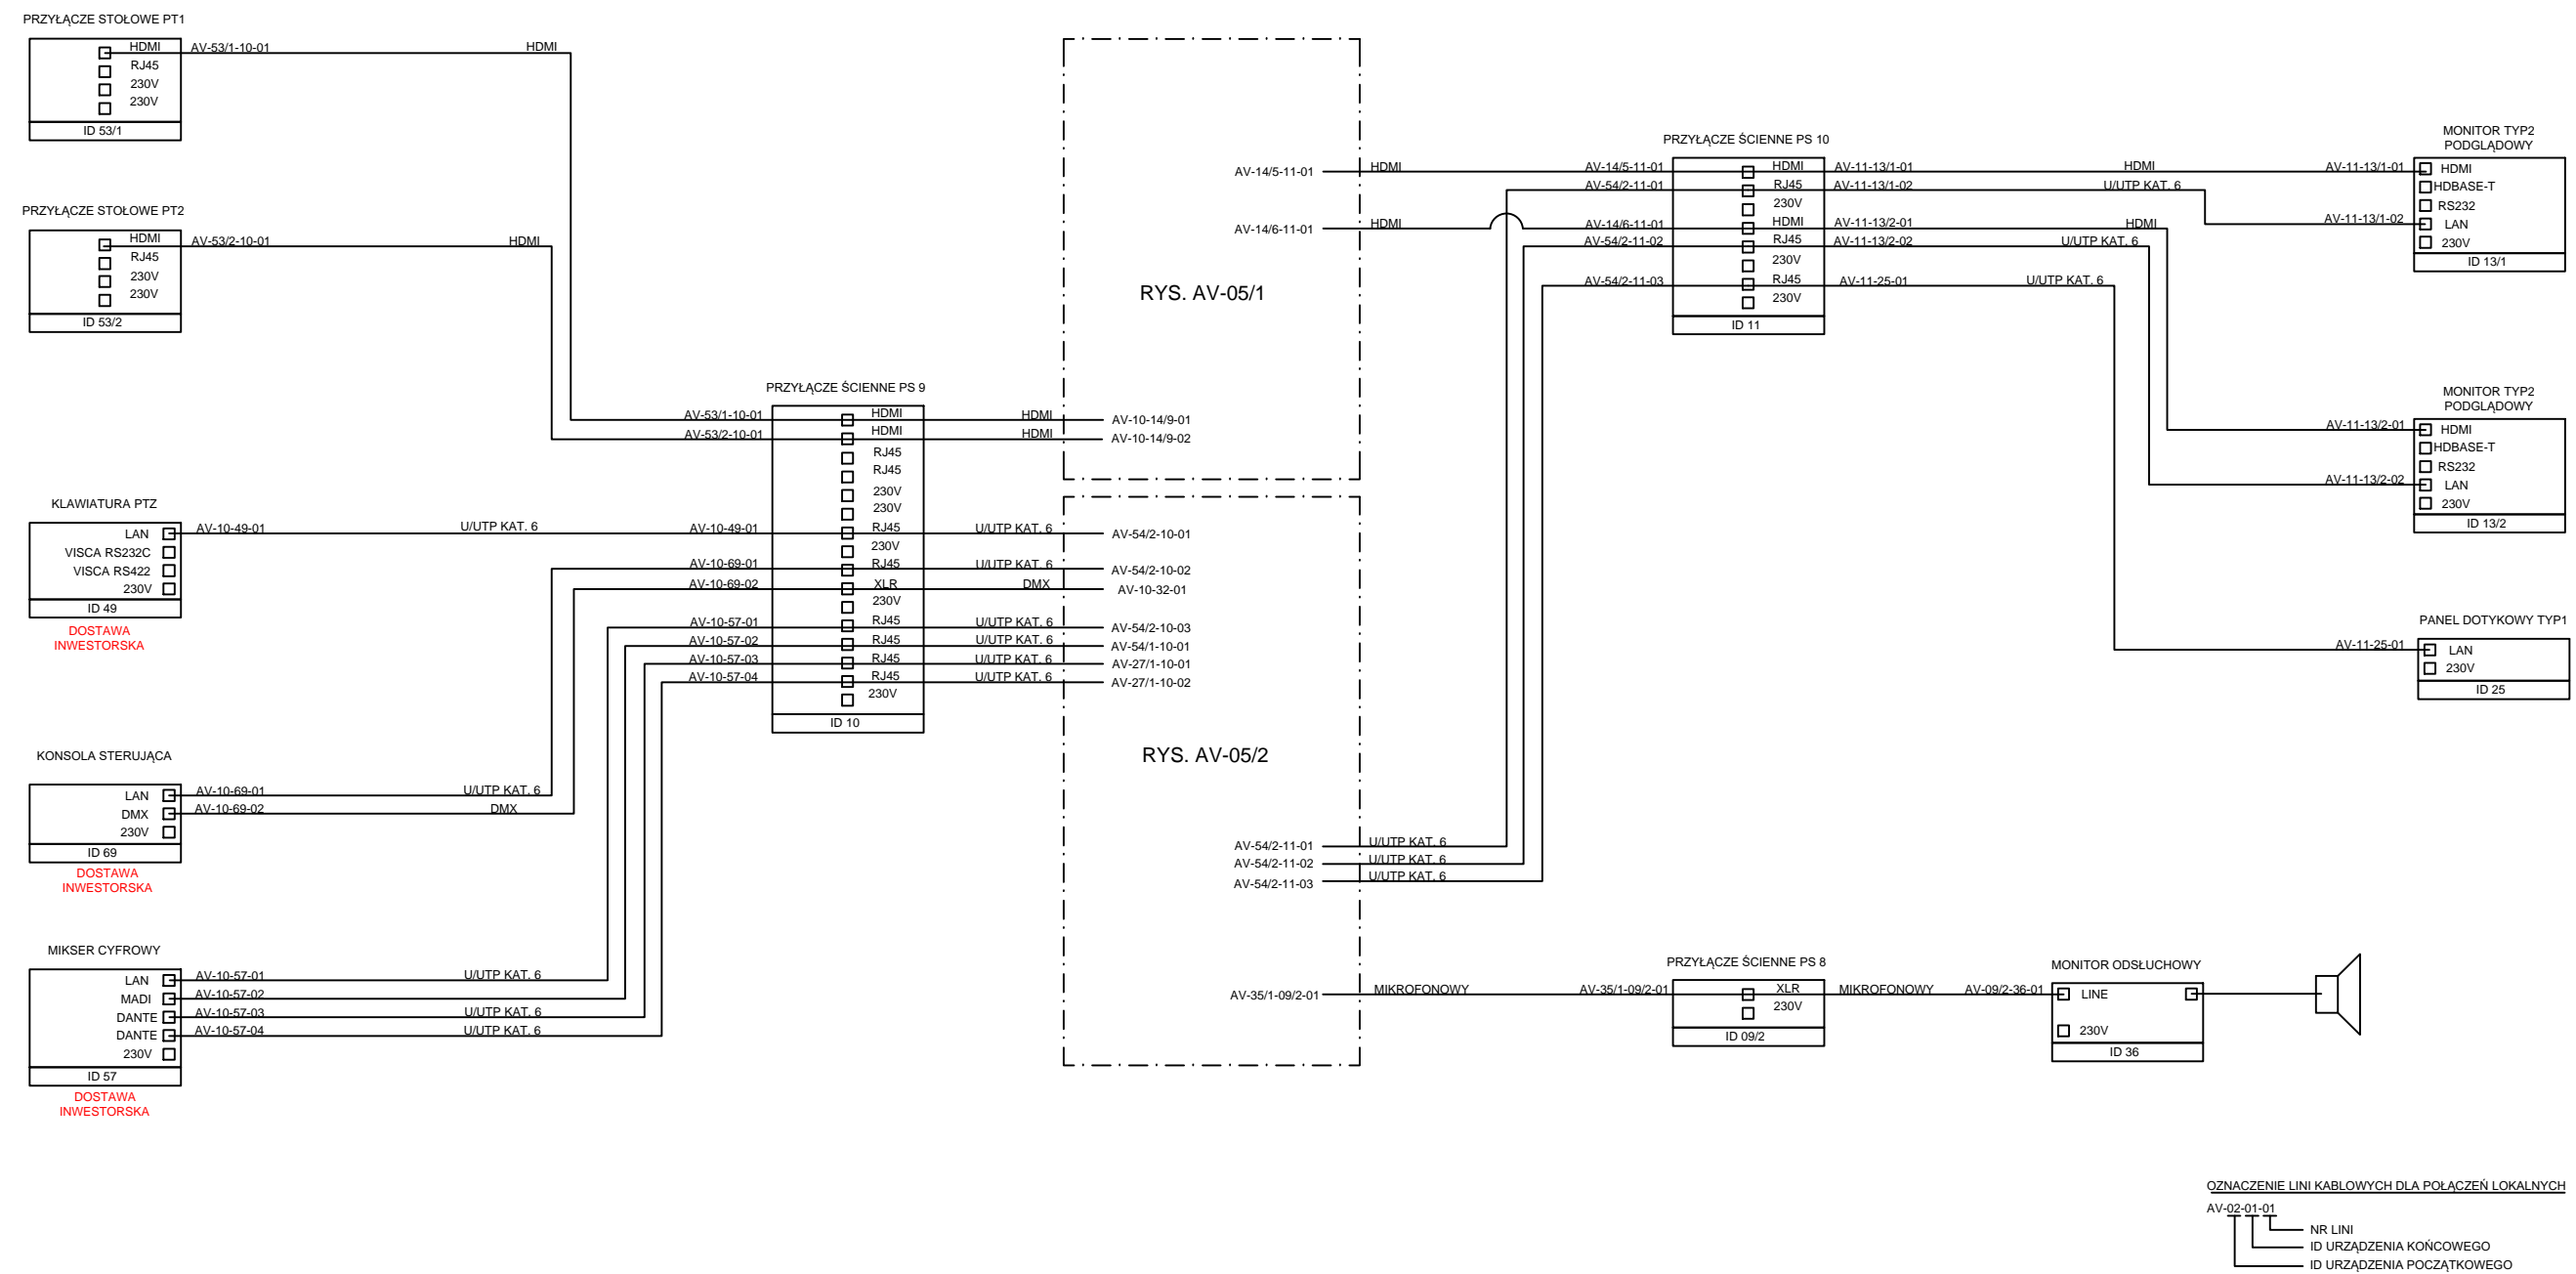 PRZYŁĄCZE STOŁOWE PT1
HDMI
RJ45
230V
230V
ID 53/1
AV-53/1-10-01
HDMI
PRZYŁĄCZE STOŁOWE PT2
HDMI
RJ45
230V
230V
ID 53/2
AV-53/2-10-01
HDMI
KLAWIATURA PTZ
LAN
VISCA RS232C
VISCA RS422
230V
ID 49
DOSTAWA
INWESTORSKA
AV-10-49-01
U/UTP KAT. 6
KONSOLA STERUJĄCA
LAN
DMX
230V
ID 69
DOSTAWA
INWESTORSKA
AV-10-69-01
U/UTP KAT. 6
AV-10-69-02
DMX
MIKSER CYFROWY
LAN
MADI
DANTE
DANTE
230V
ID 57
DOSTAWA
INWESTORSKA
AV-10-57-01
U/UTP KAT. 6
AV-10-57-02
AV-10-57-03
U/UTP KAT. 6
AV-10-57-04
U/UTP KAT. 6
PRZYŁĄCZE ŚCIENNE PS 9
AV-53/1-10-01
AV-53/2-10-01
AV-10-49-01
AV-10-69-01
AV-10-69-02
AV-10-57-01
AV-10-57-02
AV-10-57-03
AV-10-57-04
HDMI
HDMI
RJ45
RJ45
230V
230V
RJ45
230V
RJ45
XLR
230V
RJ45
RJ45
RJ45
RJ45
230V
ID 10
HDMI
HDMI
U/UTP KAT. 6
U/UTP KAT. 6
DMX
U/UTP KAT. 6
U/UTP KAT. 6
U/UTP KAT. 6
U/UTP KAT. 6
AV-14/5-11-01
AV-14/6-11-01
RYS. AV-05/1
AV-10-14/9-01
AV-10-14/9-02
AV-54/2-10-01
AV-54/2-10-02
AV-10-32-01
AV-54/2-10-03
AV-54/1-10-01
AV-27/1-10-01
AV-27/1-10-02
RYS. AV-05/2
AV-54/2-11-01
AV-54/2-11-02
AV-54/2-11-03
AV-35/1-09/2-01
HDMI
HDMI
U/UTP KAT. 6
U/UTP KAT. 6
U/UTP KAT. 6
MIKROFONOWY
PRZYŁĄCZE ŚCIENNE PS 10
AV-14/5-11-01
AV-54/2-11-01
AV-14/6-11-01
AV-54/2-11-02
AV-54/2-11-03
HDMI
RJ45
230V
HDMI
RJ45
230V
RJ45
230V
ID 11
AV-11-13/1-01
AV-11-13/1-02
AV-11-13/2-01
AV-11-13/2-02
AV-11-25-01
HDMI
U/UTP KAT. 6
HDMI
U/UTP KAT. 6
U/UTP KAT. 6
MONITOR TYP2
PODGLĄDOWY
AV-11-13/1-01
AV-11-13/1-02
HDMI
HDBASE-T
RS232
LAN
230V
ID 13/1
MONITOR TYP2
PODGLĄDOWY
AV-11-13/2-01
AV-11-13/2-02
HDMI
HDBASE-T
RS232
LAN
230V
ID 13/2
PANEL DOTYKOWY TYP1
AV-11-25-01
LAN
230V
ID 25
PRZYŁĄCZE ŚCIENNE PS 8
AV-35/1-09/2-01
XLR
230V
ID 09/2
MIKROFONOWY
AV-09/2-36-01
MONITOR ODSŁUCHOWY
LINE
230V
ID 36
OZNACZENIE LINI KABLOWYCH DLA POŁĄCZEŃ LOKALNYCH
AV-02-01-01
NR LINI
ID URZĄDZENIA KOŃCOWEGO
ID URZĄDZENIA POCZĄTKOWEGO